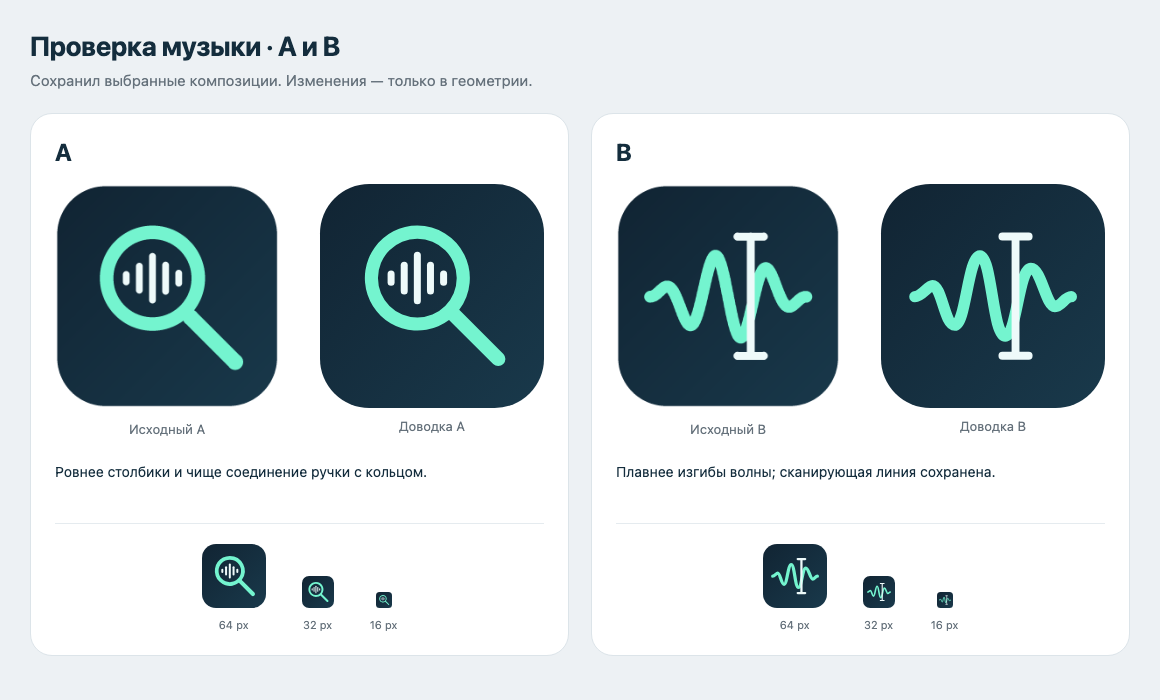 Проверка музыки · А и В
Сохранил выбранные композиции. Изменения — только в геометрии.
А
Исходный А
Доводка А
Ровнее столбики и чище соединение ручки с кольцом.
64 px
32 px
16 px
В
Исходный В
Доводка В
Плавнее изгибы волны; сканирующая линия сохранена.
64 px
32 px
16 px